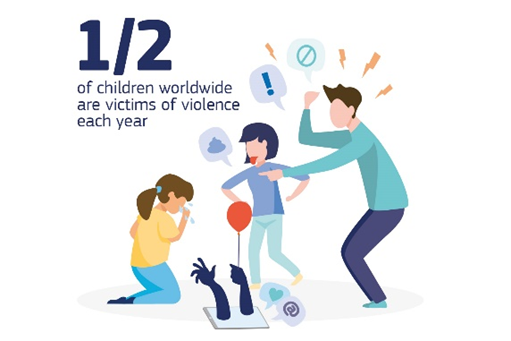 1/2
of children worldwide
are victims of violence
each year
!
@